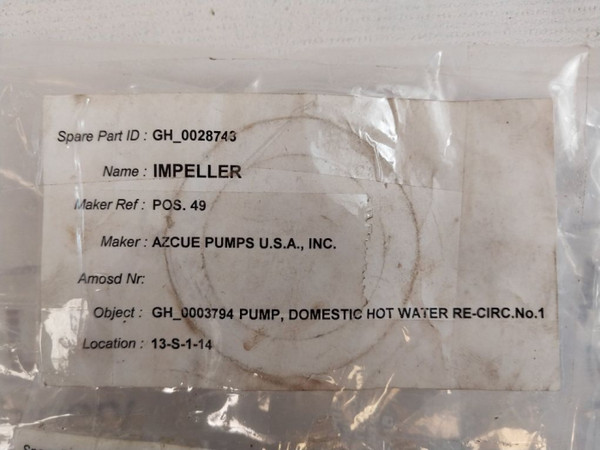 Spare Part ID : GH_0028743
Name : IMPELLER
Maker Ref : POS. 49
Maker : AZCUE PUMPS U.S.A., INC.
Amosd Nr:
Object : GH_0003794 PUMP, DOMESTIC HOT WATER RE-CIRC.No.1
Location : 13-S-1-14